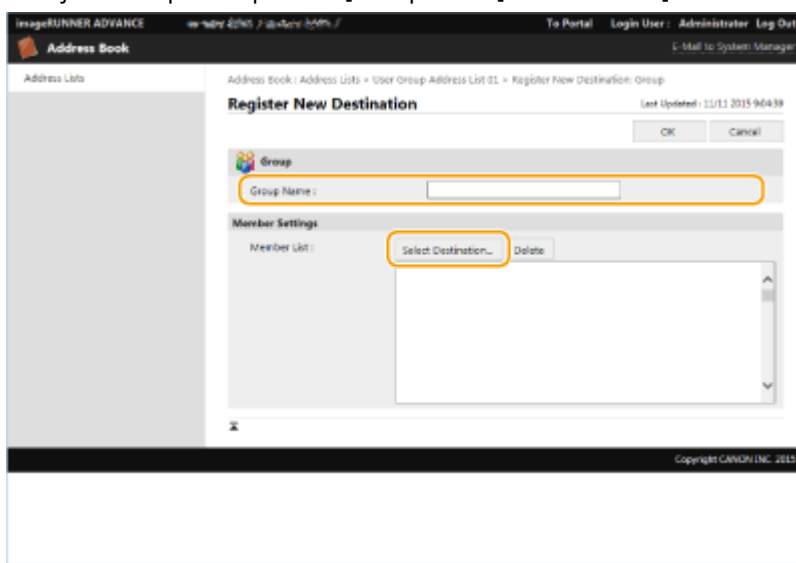 imageRUNNER ADVANCE To Portal Login User : Administrator Log Out
Address Book E-Mail to System Manager
Address Lists
Address Book : Address Lists > User Group Address List 01 > Register New Destination: Group
Register New Destination Last Updated : 11/11 2015 9:04:39
OK Cancel
Group
Group Name :
Member Settings
Member List : Select Destination... Delete
Copyright CANON INC. 2015